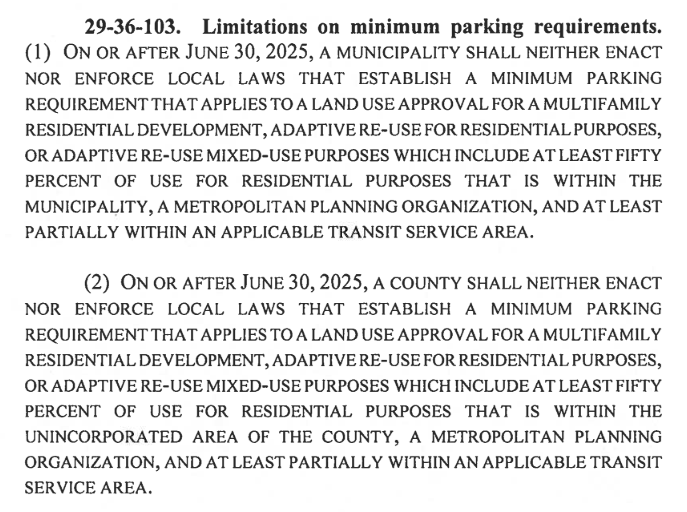 29-36-103. Limitations on minimum parking requirements.
(1) ON OR AFTER JUNE 30, 2025, A MUNICIPALITY SHALL NEITHER ENACT
NOR ENFORCE LOCAL LAWS THAT ESTABLISH A MINIMUM PARKING
REQUIREMENT THAT APPLIES TO A LAND USE APPROVAL FOR A MULTIFAMILY
RESIDENTIAL DEVELOPMENT, ADAPTIVE RE-USE FOR RESIDENTIAL PURPOSES,
OR ADAPTIVE RE-USE MIXED-USE PURPOSES WHICH INCLUDE AT LEAST FIFTY
PERCENT OF USE FOR RESIDENTIAL PURPOSES THAT IS WITHIN THE
MUNICIPALITY, A METROPOLITAN PLANNING ORGANIZATION, AND AT LEAST
PARTIALLY WITHIN AN APPLICABLE TRANSIT SERVICE AREA.
(2) ON OR AFTER JUNE 30, 2025, A COUNTY SHALL NEITHER ENACT
NOR ENFORCE LOCAL LAWS THAT ESTABLISH A MINIMUM PARKING
REQUIREMENT THAT APPLIES TO A LAND USE APPROVAL FOR A MULTIFAMILY
RESIDENTIAL DEVELOPMENT, ADAPTIVE RE-USE FOR RESIDENTIAL PURPOSES,
OR ADAPTIVE RE-USE MIXED-USE PURPOSES WHICH INCLUDE AT LEAST FIFTY
PERCENT OF USE FOR RESIDENTIAL PURPOSES THAT IS WITHIN THE
UNINCORPORATED AREA OF THE COUNTY, A METROPOLITAN PLANNING
ORGANIZATION, AND AT LEAST PARTIALLY WITHIN AN APPLICABLE TRANSIT
SERVICE AREA.